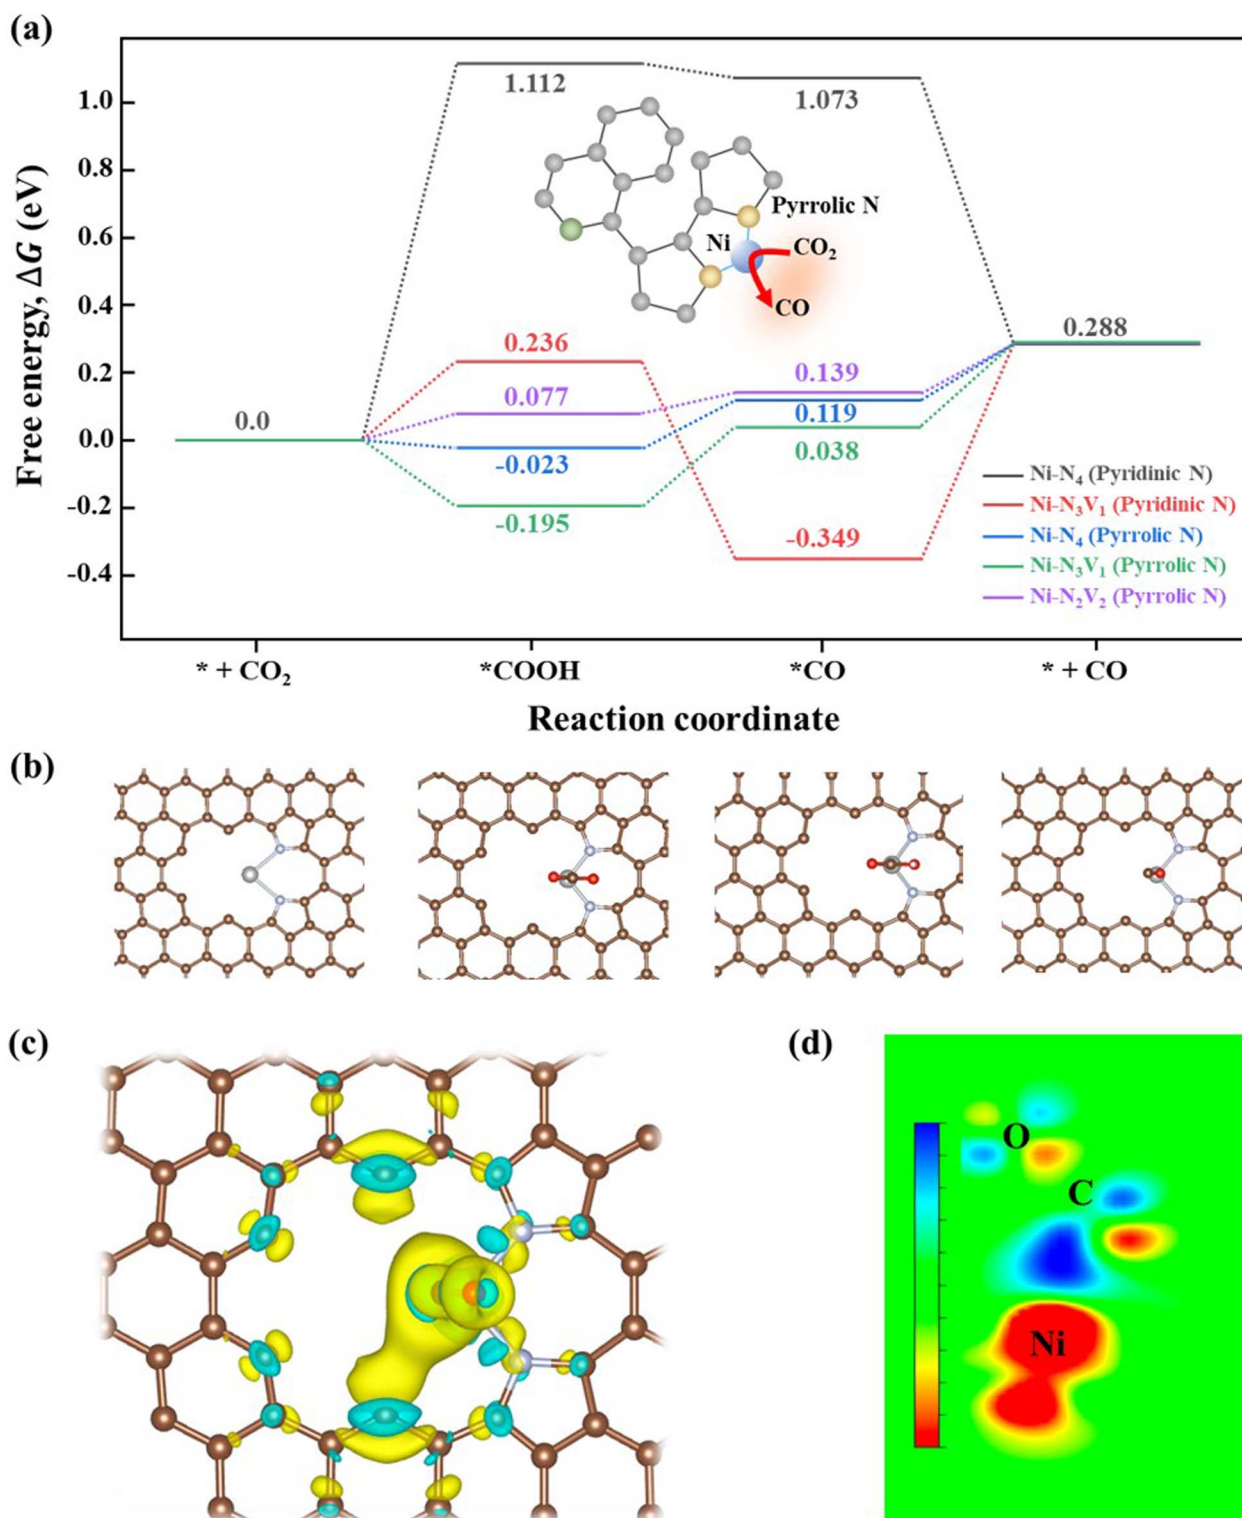 (a)
Free energy, ΔG (eV)
1.0
0.8
0.6
0.4
0.2
0.0
-0.2
-0.4
1.112
1.073
Pyrrolic N
Ni
CO₂
CO
0.236
0.288
0.139
0.077
0.0
0.119
-0.023
0.038
-0.195
-0.349
Ni-N₄ (Pyridinic N)
Ni-N₃V₁ (Pyridinic N)
Ni-N₄ (Pyrrolic N)
Ni-N₃V₁ (Pyrrolic N)
Ni-N₂V₂ (Pyrrolic N)
* + CO₂
*COOH
*CO
* + CO
Reaction coordinate
(b)
(c)
(d)
O
C
Ni